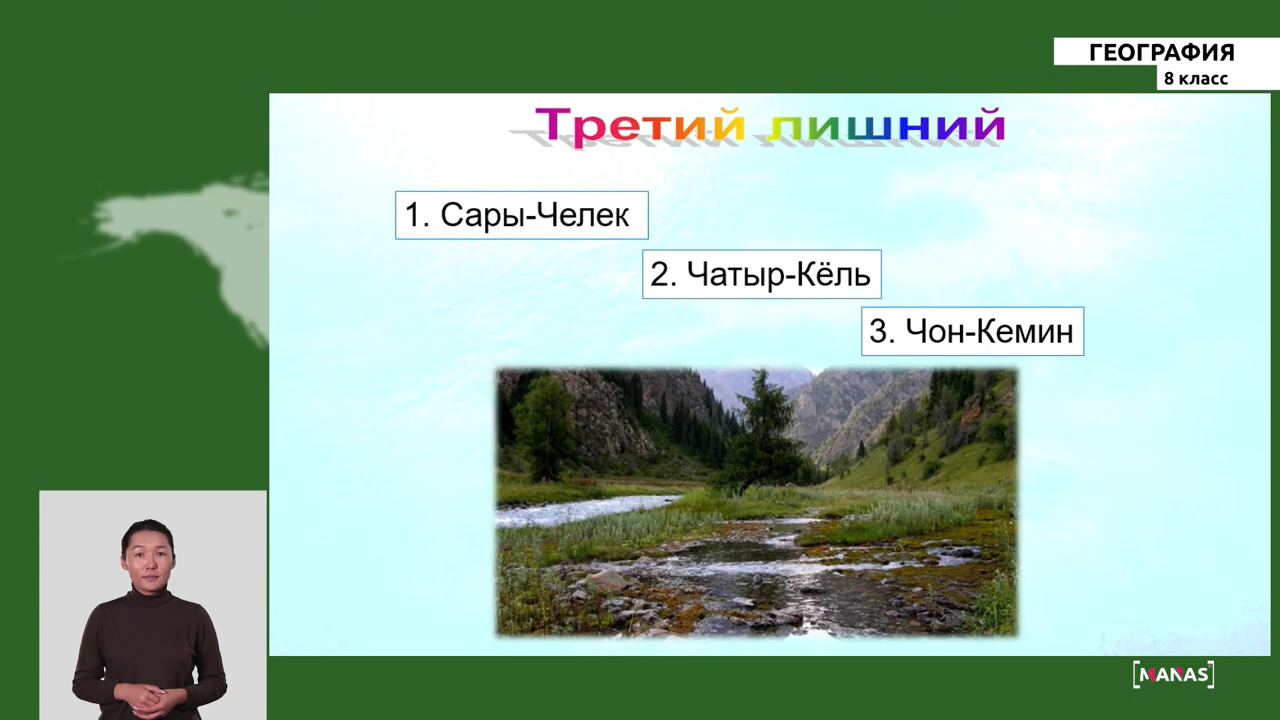 ГЕОГРАФИЯ
8 класс
Третий лишний
1. Сары-Челек
2. Чатыр-Кёль
3. Чон-Кемин
[MANAS]